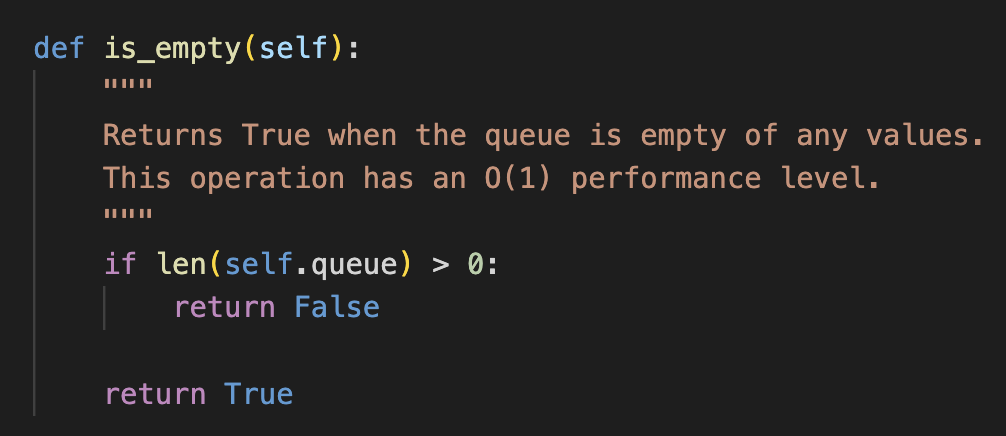 def is_empty(self):
    """
    Returns True when the queue is empty of any values.
    This operation has an O(1) performance level.
    """
    if len(self.queue) > 0:
        return False

    return True